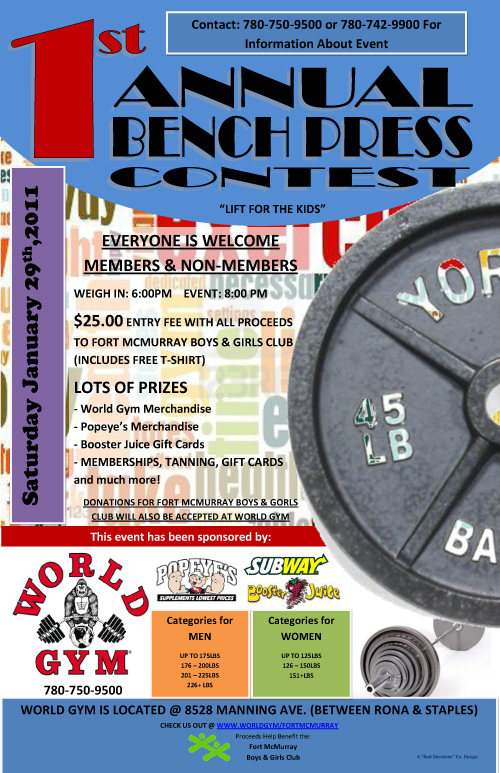 Contact: 780-750-9500 or 780-742-9900 For
Information About Event
1st
ANNUAL
BENCH PRESS
CONTEST
"LIFT FOR THE KIDS"
Saturday January 29th,2011
EVERYONE IS WELCOME
MEMBERS & NON-MEMBERS
WEIGH IN: 6:00PM EVENT: 8:00 PM
$25.00 ENTRY FEE WITH ALL PROCEEDS
TO FORT MCMURRAY BOYS & GIRLS CLUB
(INCLUDES FREE T-SHIRT)
LOTS OF PRIZES
- World Gym Merchandise
- Popeye's Merchandise
- Booster Juice Gift Cards
- MEMBERSHIPS, TANNING, GIFT CARDS
and much more!
DONATIONS FOR FORT MCMURRAY BOYS & GORLS
CLUB WILL ALSO BE ACCEPTED AT WORLD GYM
YOR
45
LB
BA
This event has been sponsored by:
WORLD
GYM
780-750-9500
POPEYE'S
SUPPLEMENTS LOWEST PRICES
SUBWAY
Booster Juice
Categories for
MEN
UP TO 175LBS
176 – 200LBS
201 – 225LBS
226+ LBS
Categories for
WOMEN
UP TO 125LBS
126 – 150LBS
151+LBS
WORLD GYM IS LOCATED @ 8528 MANNING AVE. (BETWEEN RONA & STAPLES)
CHECK US OUT @ WWW.WORLDGYM/FORTMCMURRAY
Proceeds Help Benefit the:
Fort McMurray
Boys & Girls Club
A "Bad Decisions" Co. Design